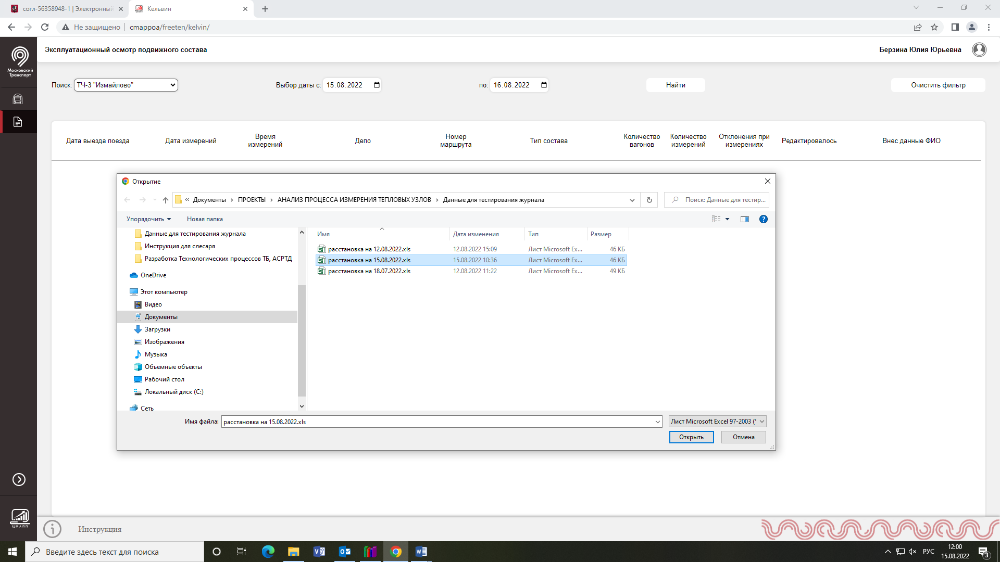 согл-56358948-1 | Электронный
Кельвин
Не защищено
cmappoa/freeten/kelvin/
Московский
Транспорт
Эксплуатационный осмотр подвижного состава
Берзина Юлия Юрьевна
Поиск: ТЧ-3 "Измайлово"
Выбор даты с: 15.08.2022
по: 16.08.2022
Найти
Очистить фильтр
Дата выезда поезда
Дата измерений
Время
измерений
Депо
Номер
маршрута
Тип состава
Количество
вагонов
Количество
измерений
Отклонения при
измерениях
Редактировалось
Внес данные ФИО
Открытие
« Документы › ПРОЕКТЫ › АНАЛИЗ ПРОЦЕССА ИЗМЕРЕНИЯ ТЕПЛОВЫХ УЗЛОВ › Данные для тестирования журнала
Поиск: Данные для тестир...
Упорядочить
Новая папка
Данные для тестирования журнала
Инструкция для слесаря
Разработка Технологических процессов ТБ, АСРТД
OneDrive
Этот компьютер
Видео
Документы
Загрузки
Изображения
Музыка
Объемные объекты
Рабочий стол
Локальный диск (C:)
Сеть
Имя Дата изменения Тип Размер
расстановка на 12.08.2022.xls 12.08.2022 15:09 Лист Microsoft Ex... 46 КБ
расстановка на 15.08.2022.xls 15.08.2022 10:36 Лист Microsoft Ex... 46 КБ
расстановка на 18.07.2022.xls 12.08.2022 11:22 Лист Microsoft Ex... 49 КБ
Имя файла: расстановка на 15.08.2022.xls
Лист Microsoft Excel 97-2003 (*
Открыть
Отмена
ЦМАПП
Инструкция
Введите здесь текст для поиска
РУС
12:00
15.08.2022
3